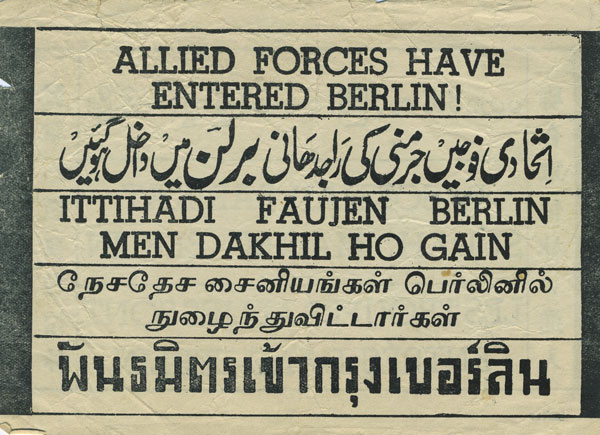 ALLIED FORCES HAVE
ENTERED BERLIN!
اتحادی فوجیں جرمنی کی راجدھانی برلن میں داخل ہوگئیں
ITTIHADI FAUJEN BERLIN
MEN DAKHIL HO GAIN
நேசதேச சைனியங்கள் பெர்லினில்
நுழைந்துவிட்டார்கள்
พันธมิตรเข้ากรุงเบอร์ลิน